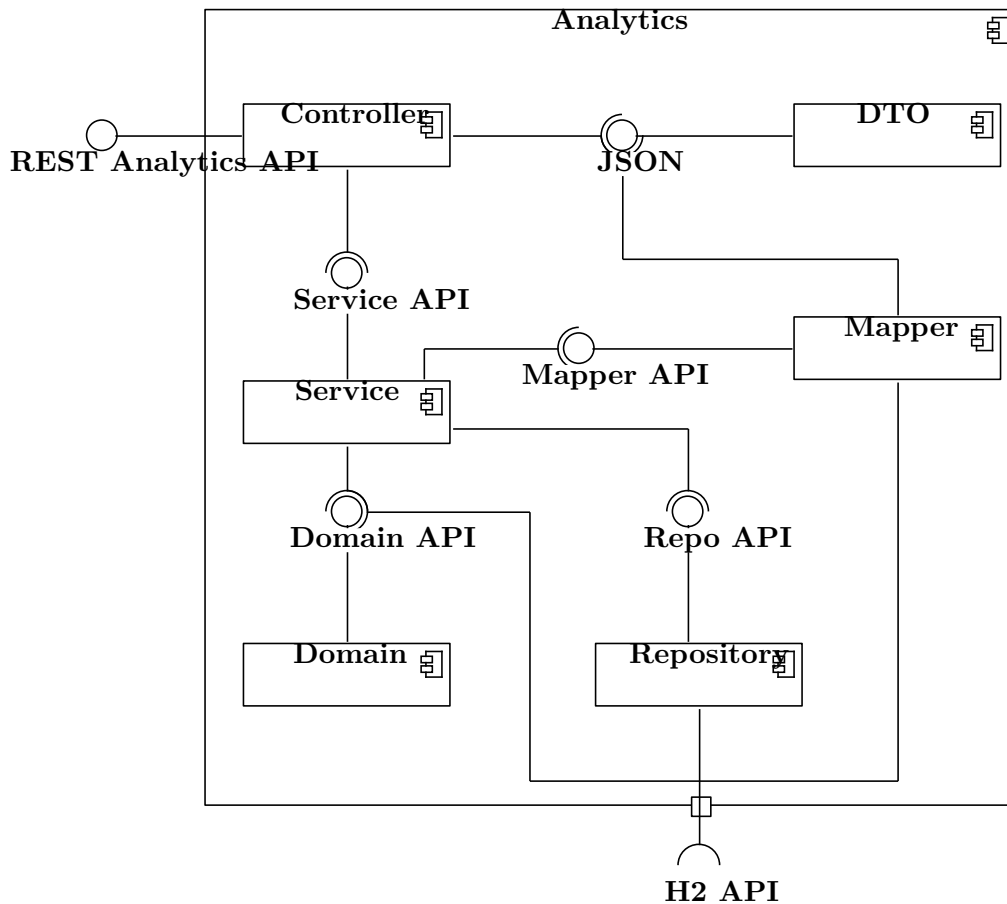 Analytics
Controller
DTO
REST Analytics API
JSON
Service API
Mapper
Mapper API
Service
Domain API
Repo API
Domain
Repository
H2 API